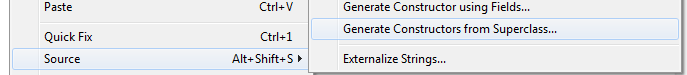 Paste Ctrl+V
Quick Fix Ctrl+1
Source Alt+Shift+S
Generate Constructor using Fields...
Generate Constructors from Superclass...
Externalize Strings...